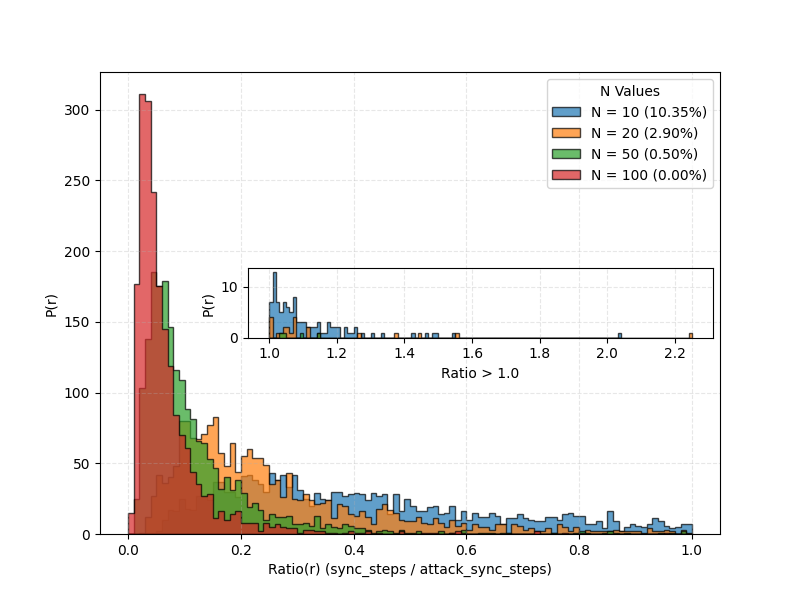 N Values
N = 10 (10.35%)
N = 20 (2.90%)
N = 50 (0.50%)
N = 100 (0.00%)
P(r)
300
250
200
150
100
50
0
0.0 0.2 0.4 0.6 0.8 1.0
Ratio(r) (sync_steps / attack_sync_steps)
P(r)
10
0
1.0 1.2 1.4 1.6 1.8 2.0 2.2
Ratio > 1.0